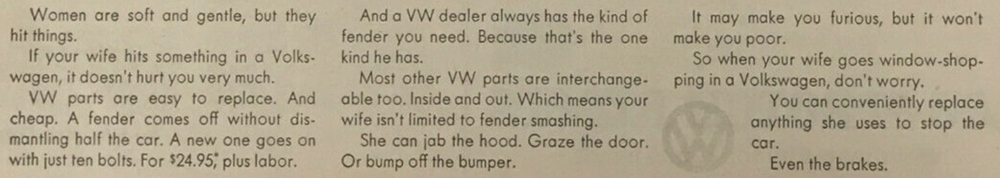 Women are soft and gentle, but they
hit things.
If your wife hits something in a Volks-
wagen, it doesn't hurt you very much.
VW parts are easy to replace. And
cheap. A fender comes off without dis-
mantling half the car. A new one goes on
with just ten bolts. For $24.95,* plus labor.
And a VW dealer always has the kind of
fender you need. Because that's the one
kind he has.
Most other VW parts are interchange-
able too. Inside and out. Which means your
wife isn't limited to fender smashing.
She can jab the hood. Graze the door.
Or bump off the bumper.
It may make you furious, but it won't
make you poor.
So when your wife goes window-shop-
ping in a Volkswagen, don't worry.
You can conveniently replace
anything she uses to stop the
car.
Even the brakes.
VW